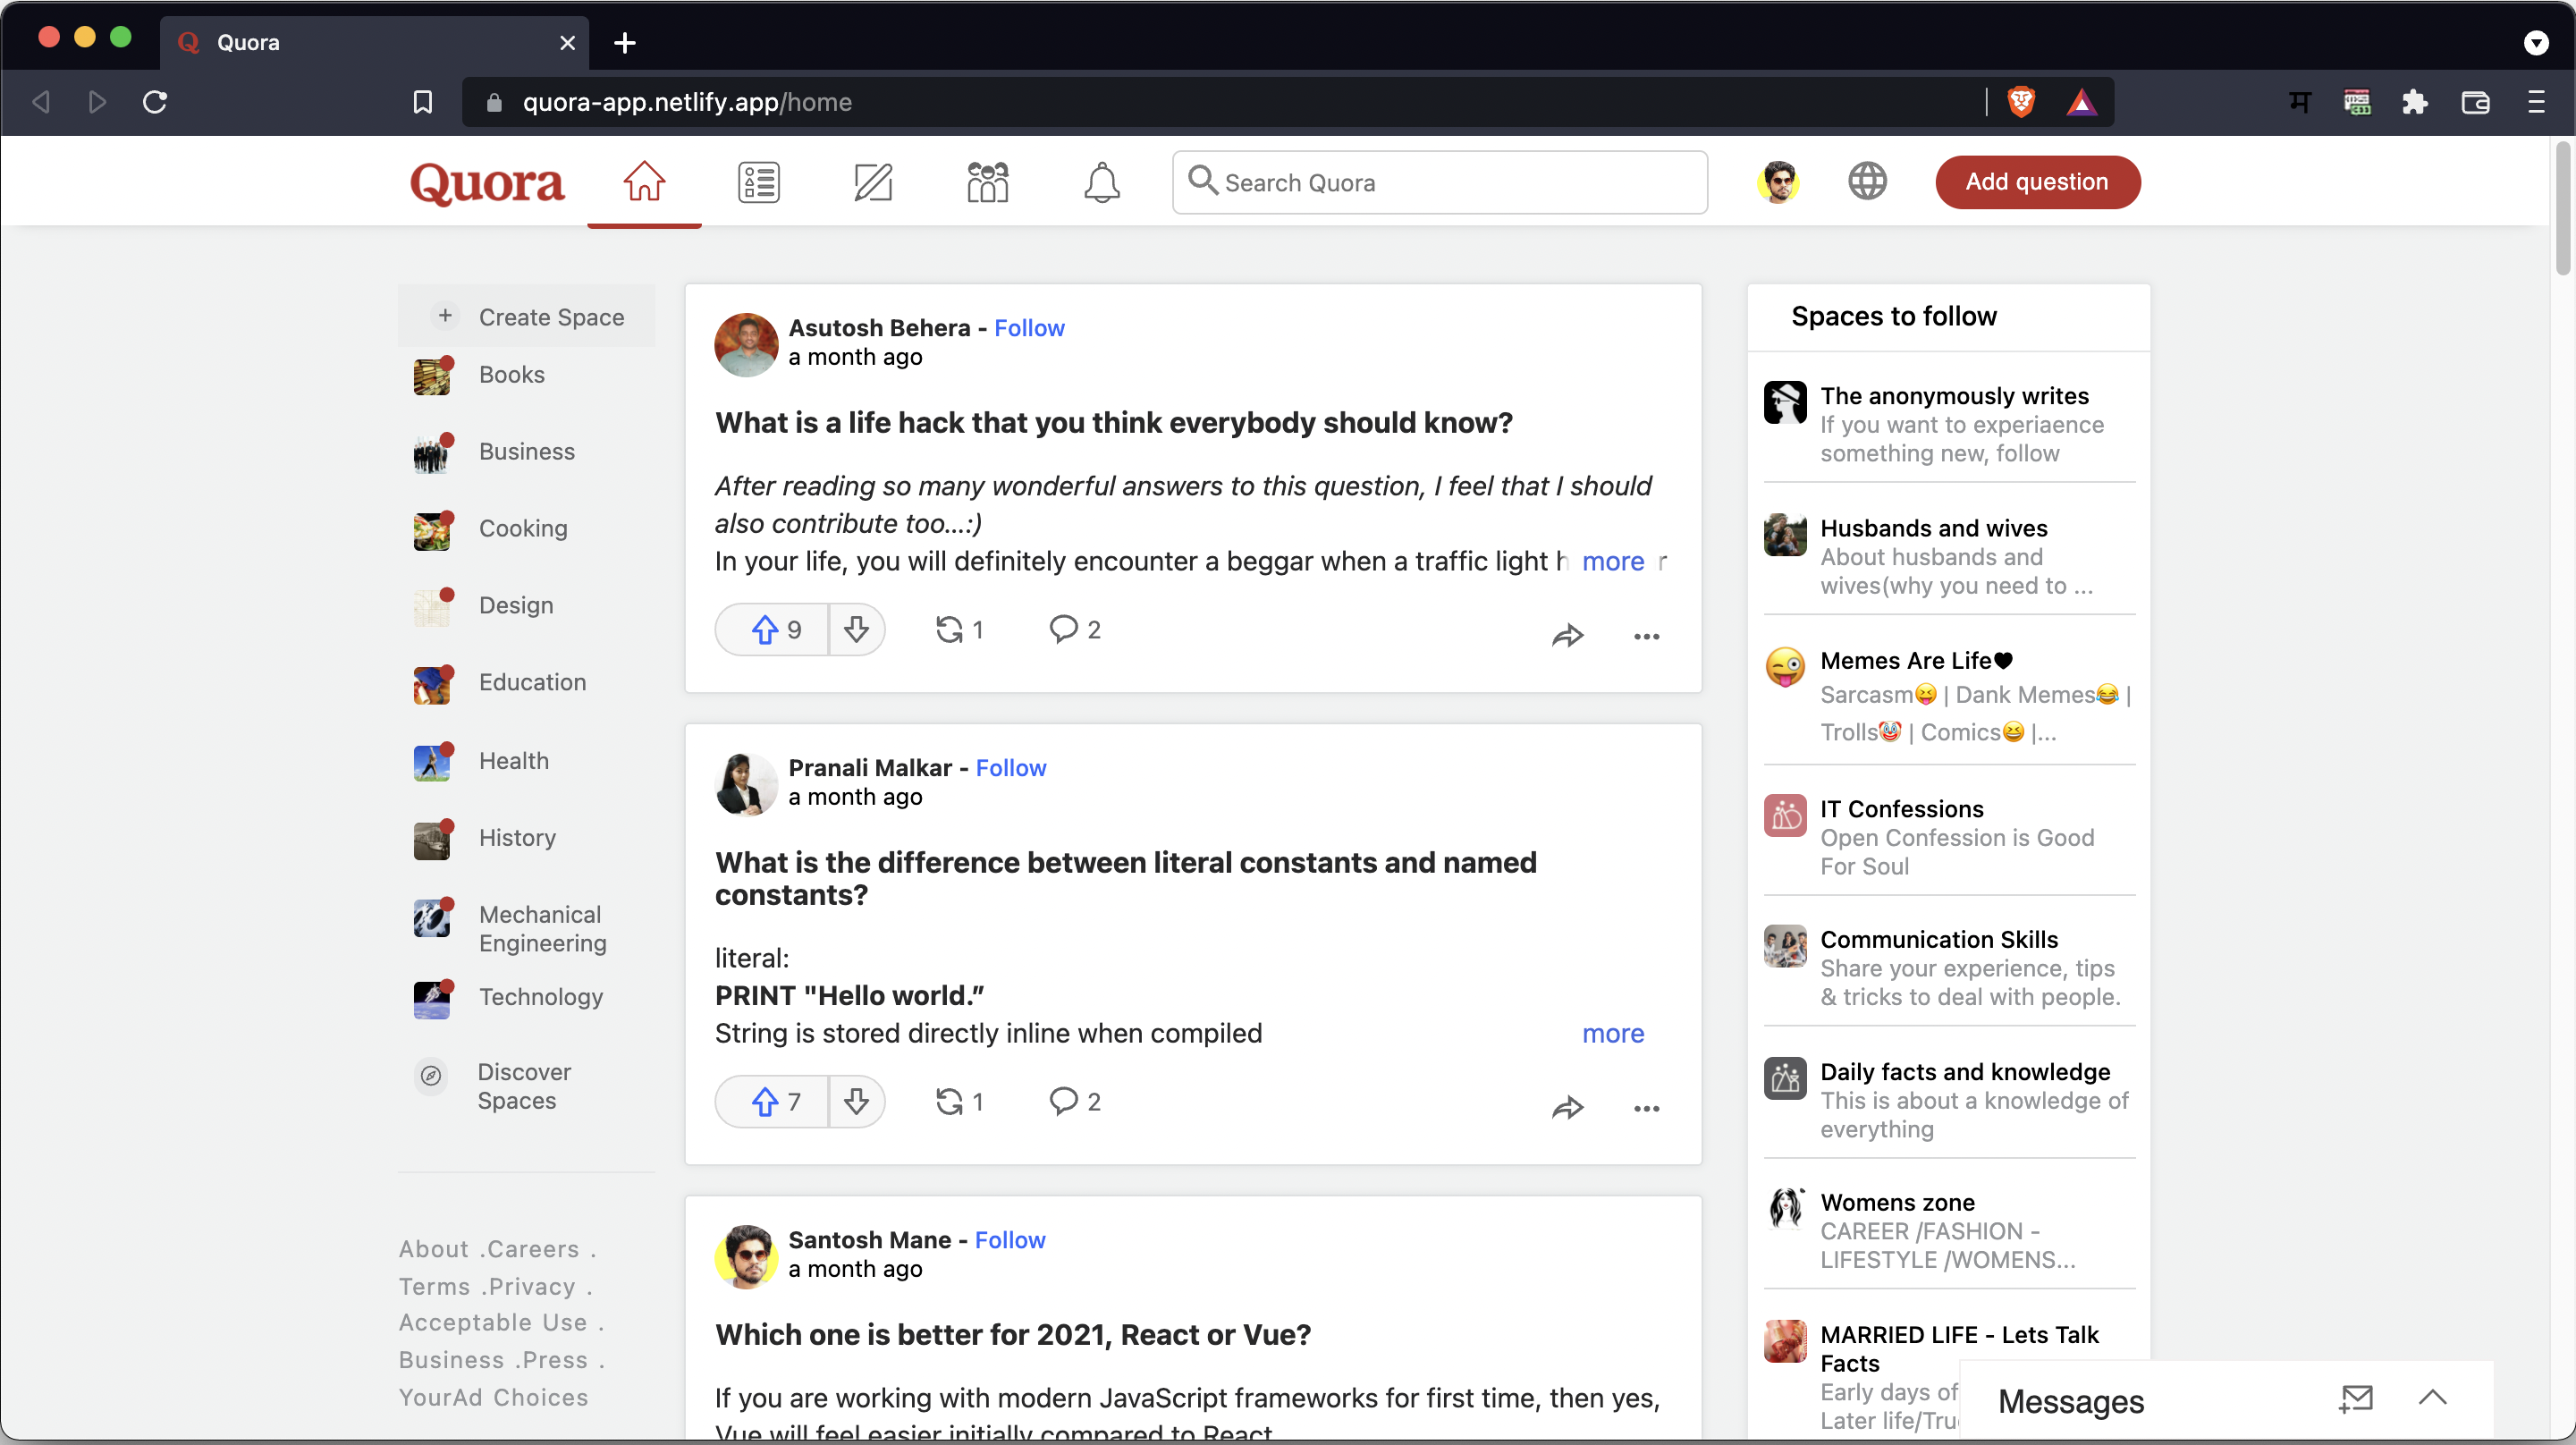 Quora
quora-app.netlify.app/home
म
Quora
Search Quora
Add question
+ Create Space
Books
Business
Cooking
Design
Education
Health
History
Mechanical
Engineering
Technology
Discover
Spaces
About .Careers .
Terms .Privacy .
Acceptable Use .
Business .Press .
YourAd Choices
Asutosh Behera - Follow
a month ago
What is a life hack that you think everybody should know?
After reading so many wonderful answers to this question, I feel that I should
also contribute too...:)
In your life, you will definitely encounter a beggar when a traffic light h more r
9
1
2
Pranali Malkar - Follow
a month ago
What is the difference between literal constants and named
constants?
literal:
PRINT "Hello world.”
String is stored directly inline when compiled more
7
1
2
Santosh Mane - Follow
a month ago
Which one is better for 2021, React or Vue?
If you are working with modern JavaScript frameworks for first time, then yes,
Vue will feel easier initially compared to React
Spaces to follow
The anonymously writes
If you want to experiaence
something new, follow
Husbands and wives
About husbands and
wives(why you need to ...
Memes Are Life🖤
Sarcasm😝 | Dank Memes😂 |
Trolls🤡 | Comics😆 |...
IT Confessions
Open Confession is Good
For Soul
Communication Skills
Share your experience, tips
& tricks to deal with people.
Daily facts and knowledge
This is about a knowledge of
everything
Womens zone
CAREER /FASHION -
LIFESTYLE /WOMENS...
MARRIED LIFE - Lets Talk
Facts
Early days of
Later life/Tru
Messages